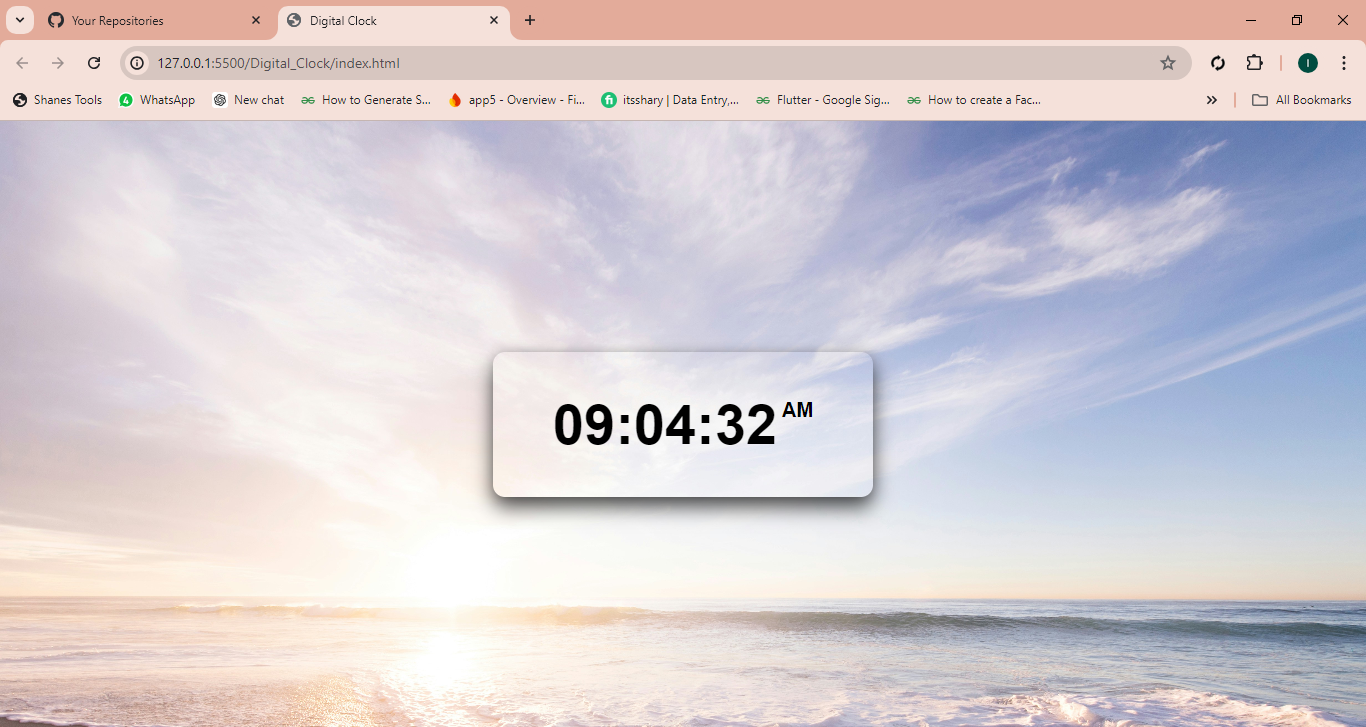 Your Repositories
Digital Clock
127.0.0.1:5500/Digital_Clock/index.html
I
Shanes Tools
4 WhatsApp
New chat
How to Generate S...
app5 - Overview - Fi...
fi itsshary | Data Entry,...
Flutter - Google Sig...
How to create a Fac...
All Bookmarks
09:04:32 AM